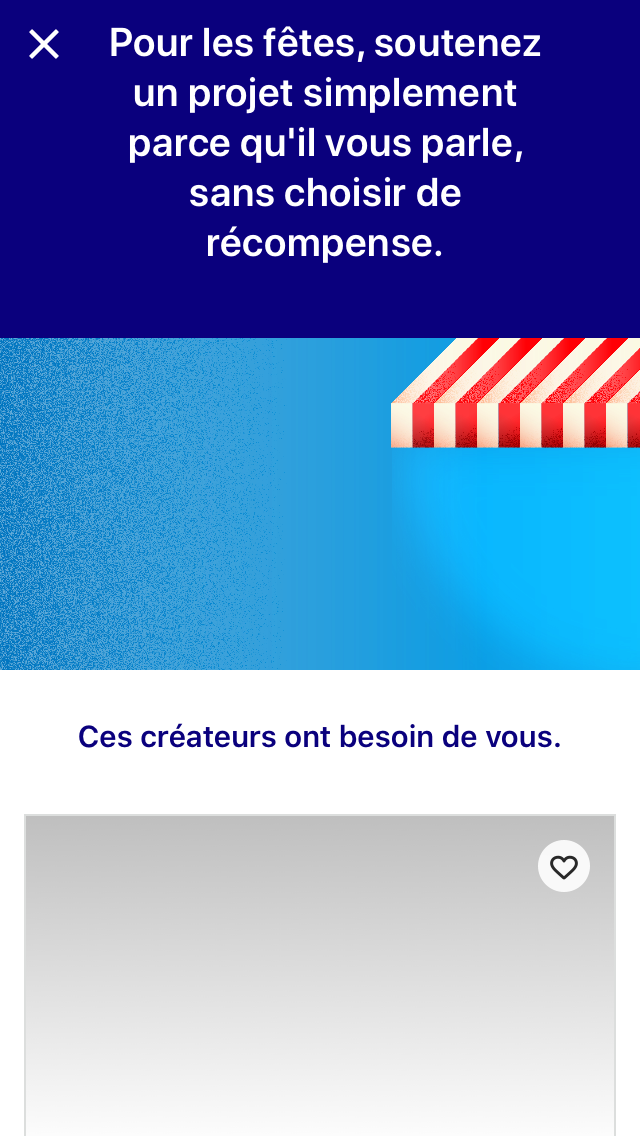 Pour les fêtes, soutenez
un projet simplement
parce qu'il vous parle,
sans choisir de
récompense.
Ces créateurs ont besoin de vous.